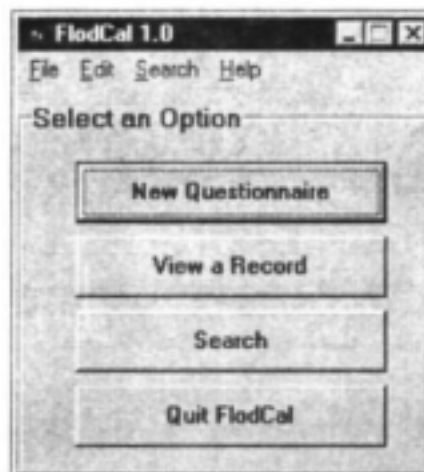 FlodCal 1.0
File Edit Search Help
Select an Option
New Questionnaire
View a Record
Search
Quit FlodCal